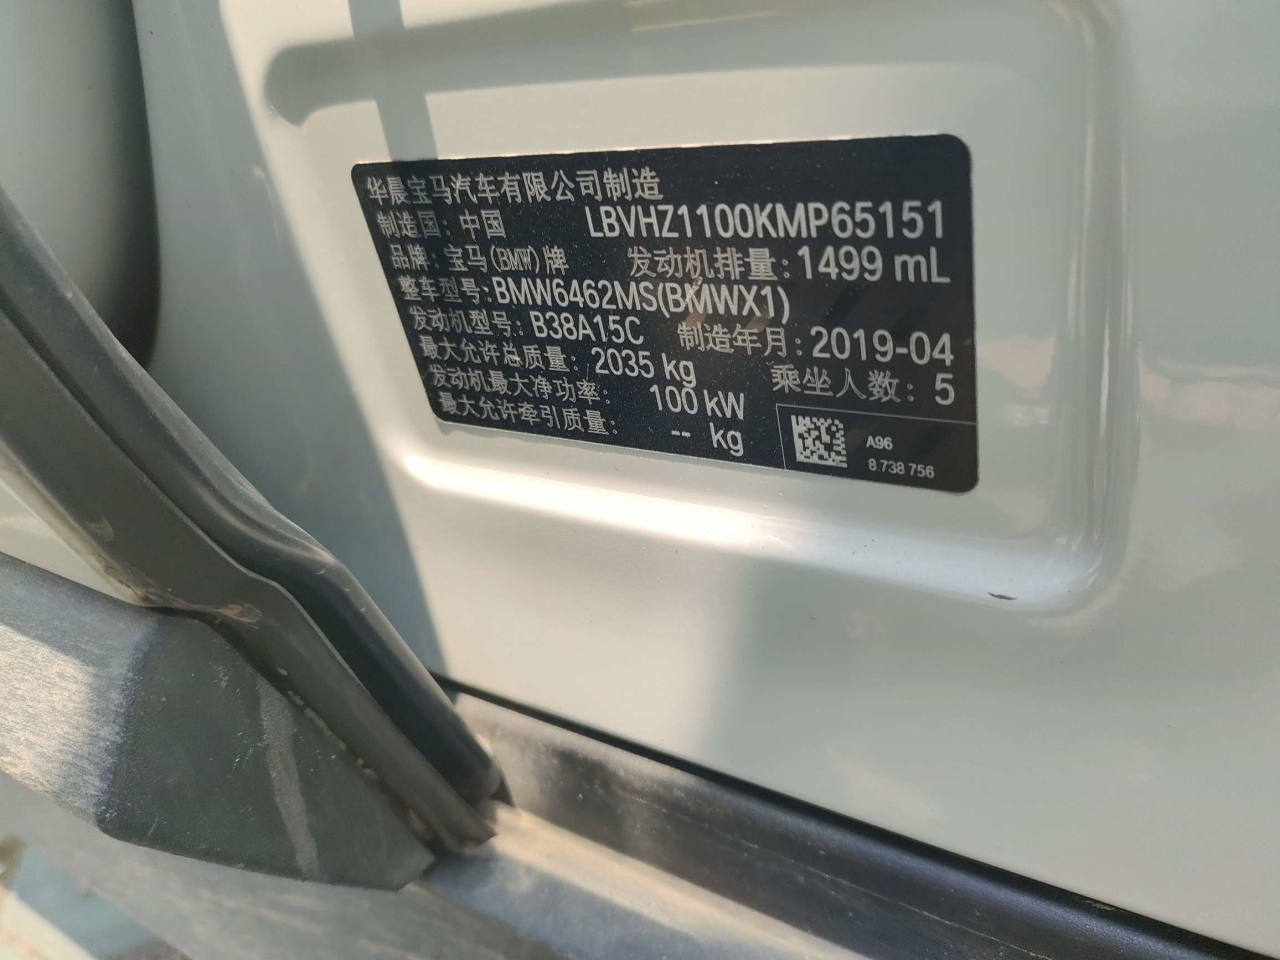 华晨宝马汽车有限公司制造
制造国：中国 LBVHZ1100KMP65151
品牌：宝马(BMW)牌 发动机排量：1499 mL
整车型号：BMW6462MS(BMWX1)
发动机型号：B38A15C 制造年月：2019-04
最大允许总质量：2035 kg 乘坐人数：5
发动机最大净功率：100 kW
最大允许牵引质量：-- kg
A96
8.738 756